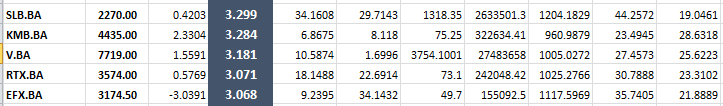 SLB.BA 2270.00 0.4203 3.299 34.1608 29.7143 1318.35 2633501.3 1204.1829 44.2572 19.0461
KMB.BA 4435.00 2.3304 3.284 6.8675 8.118 75.25 322634.41 960.9879 23.4945 28.6318
V.BA 7719.00 1.5591 3.181 10.5874 1.6996 3754.1001 27483658 1005.0272 27.4573 25.6223
RTX.BA 3574.00 0.5769 3.071 18.1488 22.6914 73.1 242048.42 1025.2766 30.7888 23.3102
EFX.BA 3174.50 -3.0391 3.068 9.2395 34.1432 49.7 155092.5 1117.5969 35.7405 21.8889